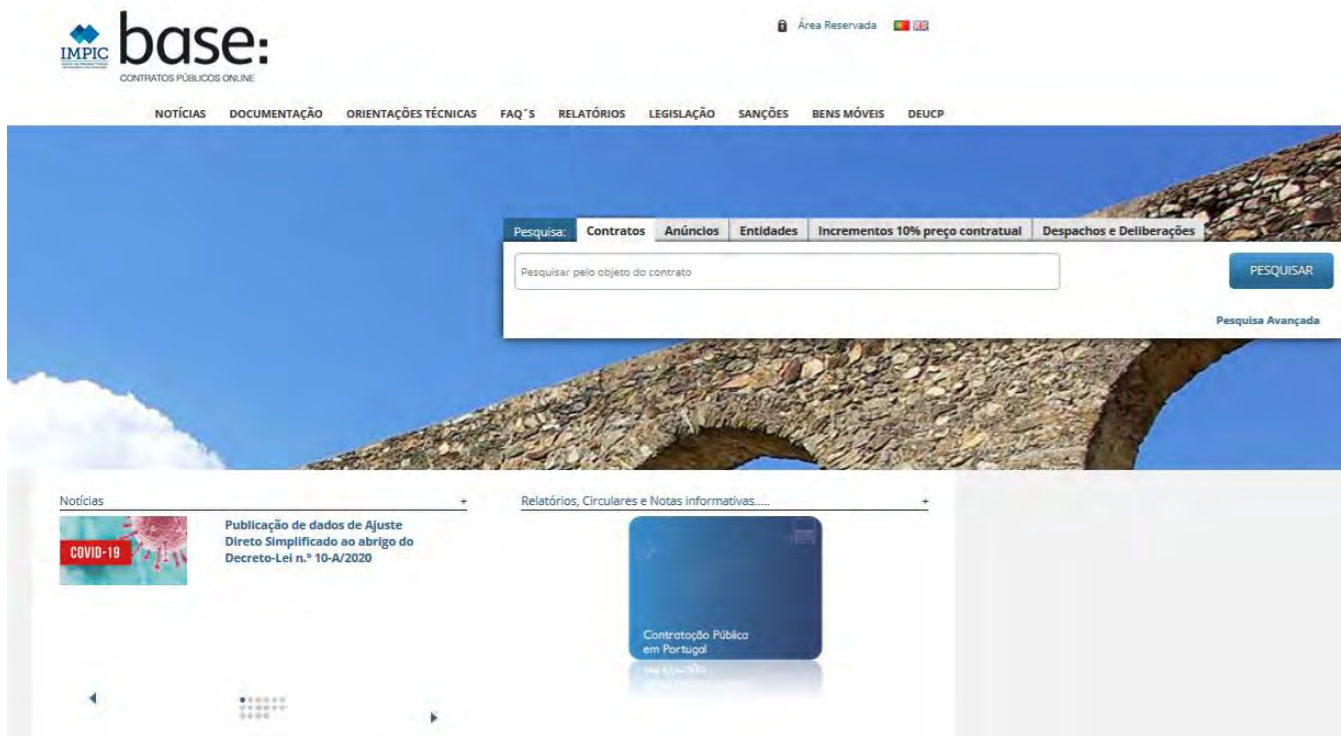 IMPIC
base:
CONTRATOS PÚBLICOS ONLINE
Área Reservada
NOTÍCIAS DOCUMENTAÇÃO ORIENTAÇÕES TÉCNICAS FAQ´S RELATÓRIOS LEGISLAÇÃO SANÇÕES BENS MÓVEIS DEUCP
Pesquisa: Contratos Anúncios Entidades Incrementos 10% preço contratual Despachos e Deliberações
Pesquisar pelo objeto do contrato
PESQUISAR
Pesquisa Avançada
Notícias +
COVID-19
Publicação de dados de Ajuste
Direto Simplificado ao abrigo do
Decreto-Lei n.º 10-A/2020
Relatórios, Circulares e Notas informativas..... +
Contratação Pública
em Portugal